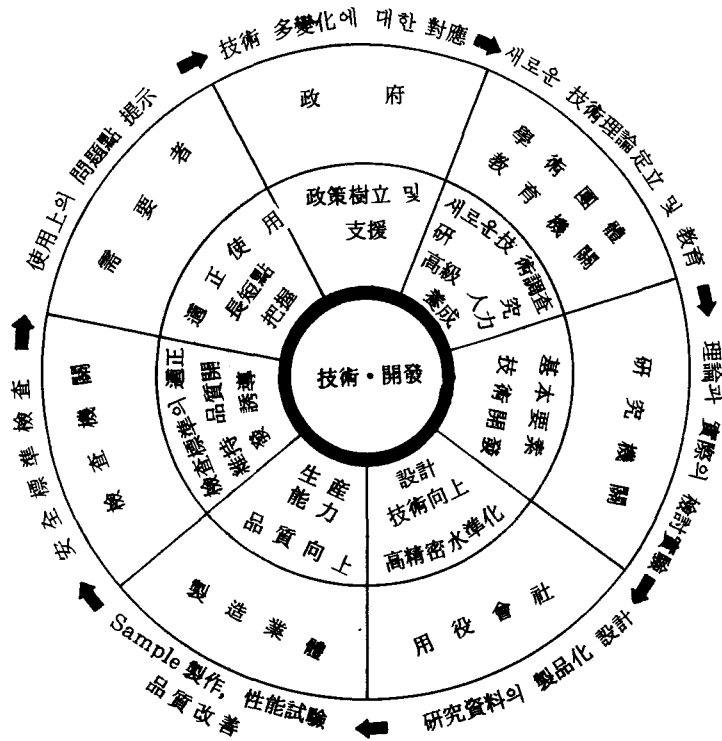 技術 多變化에 대한 對應
새로운 技術理論定立 및 敎育
理論과 實際의 檢討實驗
硏究資料의 製品化 設計
Sample 製作, 性能試驗
品質改善
安全標準檢査
使用上의 問題點 提示
政府
學術團體
敎育機關
硏究機關
用役會社
製造業體
檢査機關
需要者
政策樹立 및
支援
새로운技術調査
硏究
高級人力
養成
基本要素
技術開發
設計
技術向上
高精密水準化
生産
能力
品質向上
檢査標準의 適正
維持
品質開發
誘導
適正使用
長短點
把握
技術・開發